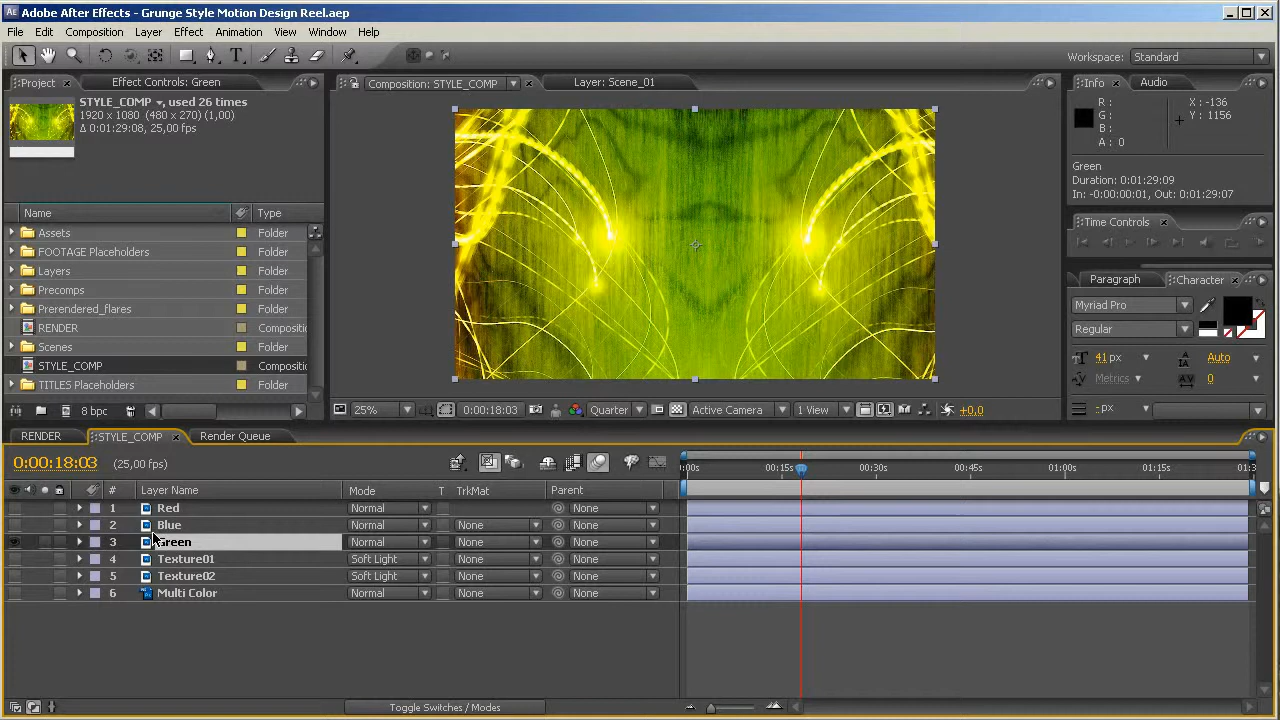 Adobe After Effects - Grunge Style Motion Design Reel.aep
File Edit Composition Layer Effect Animation View Window Help
Workspace: Standard
Project Effect Controls: Green
STYLE_COMP, used 26 times
1920 x 1080 (480 x 270) (1,00)
Δ 0:01:29:08, 25,00 fps
Name Type
Assets Folder
FOOTAGE Placeholders Folder
Layers Folder
Precomps Folder
Prerendered_flares Folder
RENDER Compositi
Scenes Folder
STYLE_COMP Compositi
TITLES Placeholders Folder
8 bpc
Composition: STYLE_COMP Layer: Scene_01
25% 0:00:18:03 Quarter Active Camera 1 View +0,0
Info Audio
R : X : -136
G : Y : 1156
B :
A : 0
Green
Duration: 0:01:29:09
In: -0:00:00:01, Out: 0:01:29:07
Time Controls
Paragraph Character
Myriad Pro
Regular
41 px Auto
Metrics 0
- px
RENDER STYLE_COMP Render Queue
0:00:18:03 (25,00 fps)
:00s 00:15s 00:30s 00:45s 01:00s 01:15s 01:3
# Layer Name Mode T TrkMat Parent
1 Red Normal None
2 Blue Normal None None
3 Green Normal None None
4 Texture01 Soft Light None None
5 Texture02 Soft Light None None
6 Multi Color Normal None None
Toggle Switches / Modes